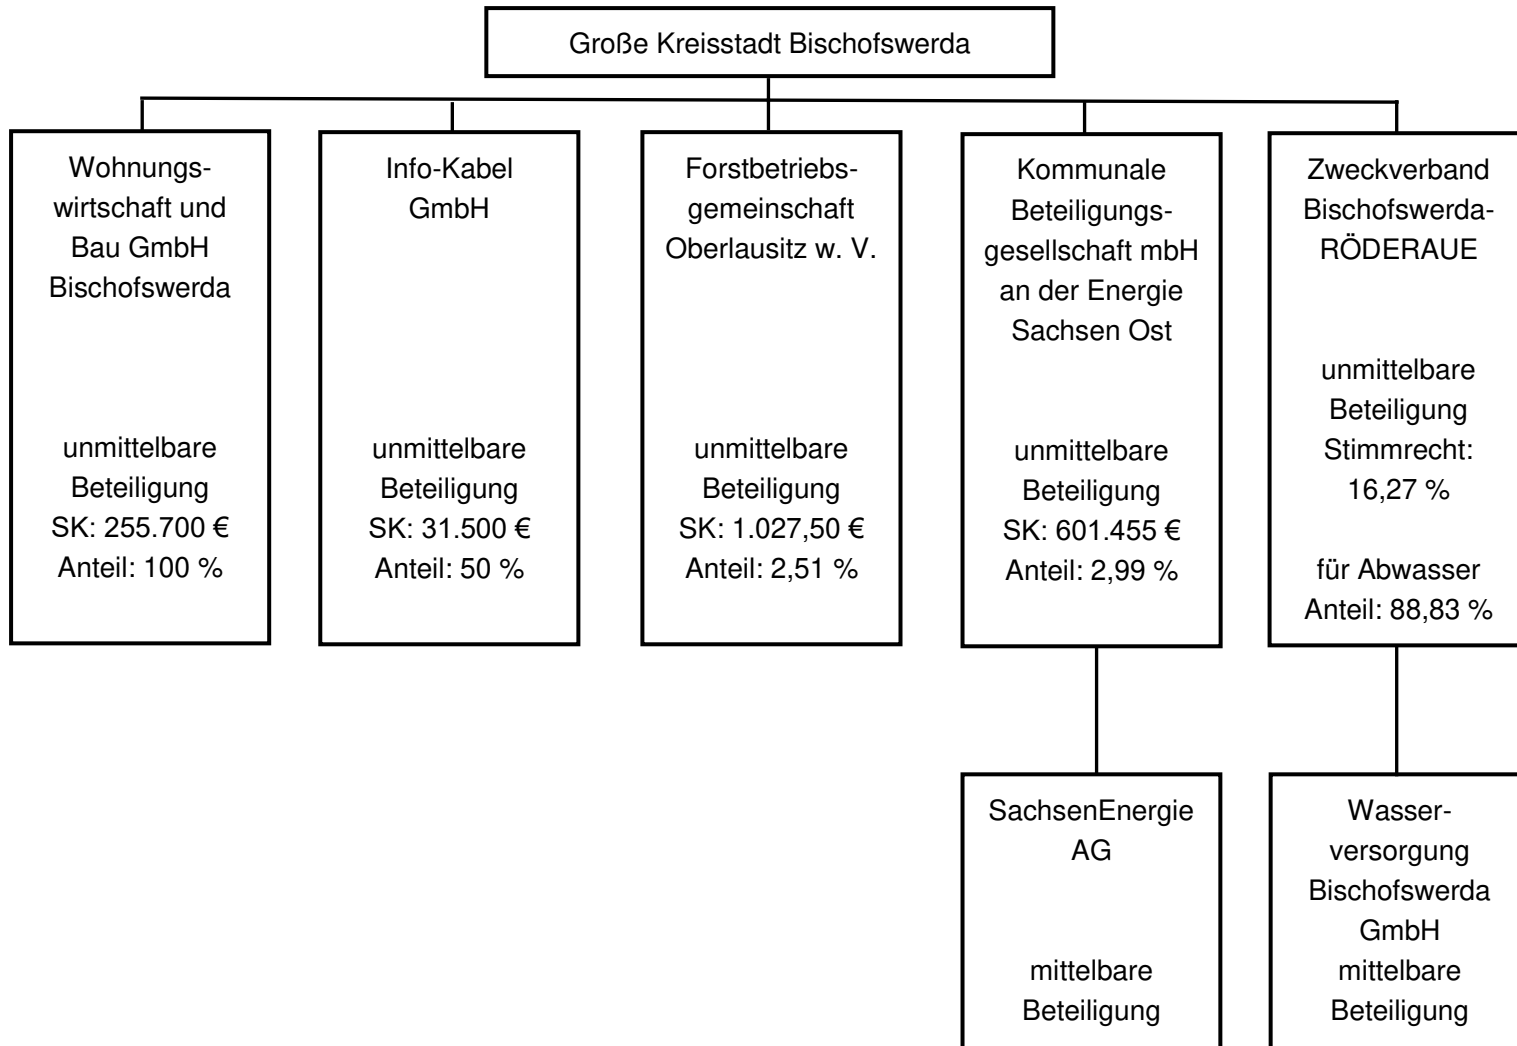 Große Kreisstadt Bischofswerda
Wohnungs-
wirtschaft und
Bau GmbH
Bischofswerda
unmittelbare
Beteiligung
SK: 255.700 €
Anteil: 100 %
Info-Kabel
GmbH
unmittelbare
Beteiligung
SK: 31.500 €
Anteil: 50 %
Forstbetriebs-
gemeinschaft
Oberlausitz w. V.
unmittelbare
Beteiligung
SK: 1.027,50 €
Anteil: 2,51 %
Kommunale
Beteiligungs-
gesellschaft mbH
an der Energie
Sachsen Ost
unmittelbare
Beteiligung
SK: 601.455 €
Anteil: 2,99 %
Zweckverband
Bischofswerda-
RÖDERAUE
unmittelbare
Beteiligung
Stimmrecht:
16,27 %
für Abwasser
Anteil: 88,83 %
SachsenEnergie
AG
mittelbare
Beteiligung
Wasser-
versorgung
Bischofswerda
GmbH
mittelbare
Beteiligung